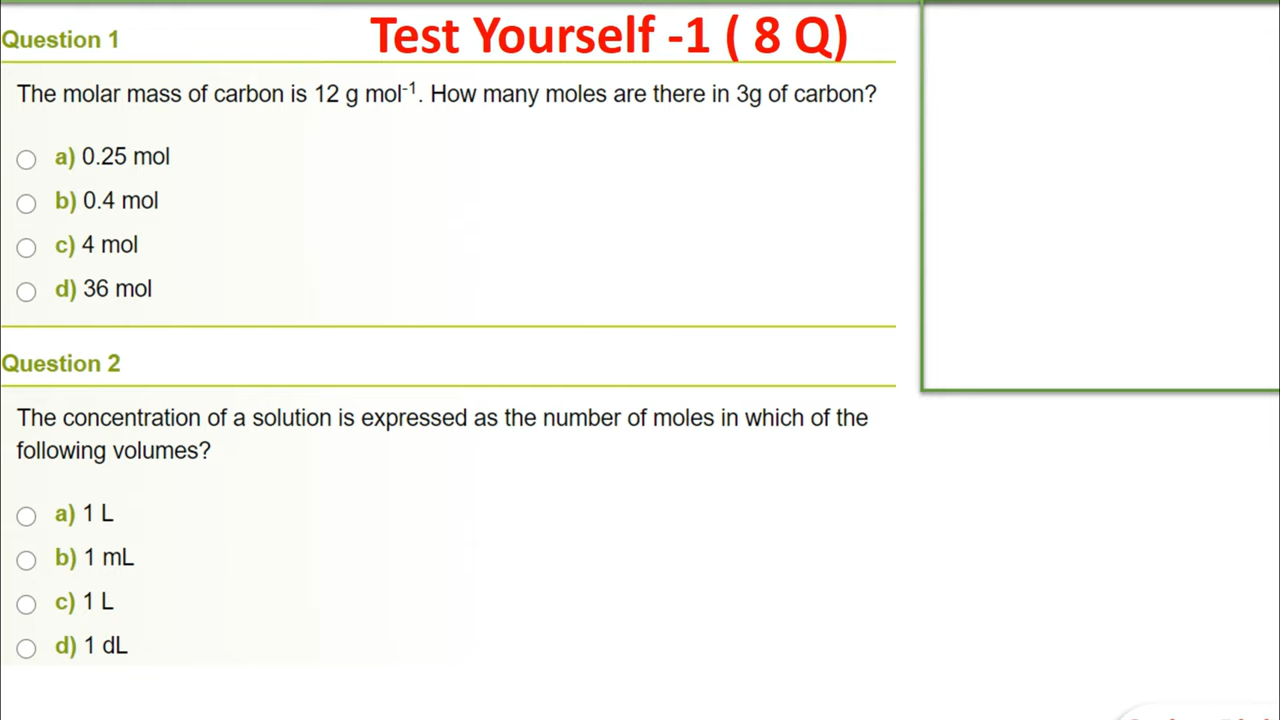 Question 1
Test Yourself -1 ( 8 Q)
The molar mass of carbon is 12 g mol⁻¹. How many moles are there in 3g of carbon?
a) 0.25 mol
b) 0.4 mol
c) 4 mol
d) 36 mol
Question 2
The concentration of a solution is expressed as the number of moles in which of the
following volumes?
a) 1 L
b) 1 mL
c) 1 L
d) 1 dL